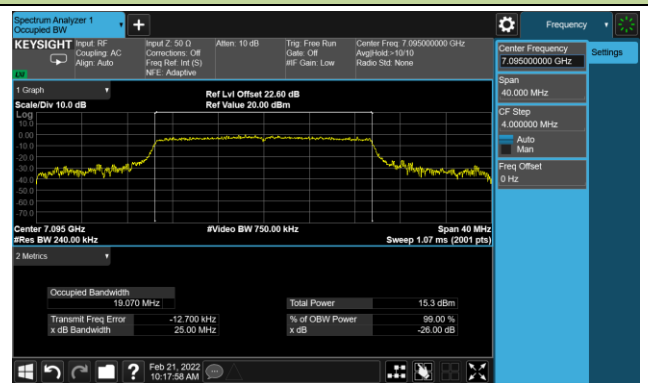 Spectrum Analyzer 1
Occupied BW
Frequency
KEYSIGHT
Input: RF
Coupling: AC
Align: Auto
Input Z: 50 Ω
Corrections: Off
Freq Ref: Int (S)
NFE: Adaptive
Atten: 10 dB
Trig: Free Run
Gate: Off
#IF Gain: Low
Center Freq: 7.095000000 GHz
Avg|Hold:>10/10
Radio Std: None
Center Frequency
7.095000000 GHz
Settings
Span
40.000 MHz
CF Step
4.000000 MHz
Auto
Man
Freq Offset
0 Hz
1 Graph
Scale/Div 10.0 dB
Ref Lvl Offset 22.60 dB
Ref Value 20.00 dBm
Log
10.0
0.00
-10.0
-20.0
-30.0
-40.0
-50.0
-60.0
-70.0
Center 7.095 GHz
#Res BW 240.00 kHz
#Video BW 750.00 kHz
Span 40 MHz
Sweep 1.07 ms (2001 pts)
2 Metrics
Occupied Bandwidth
19.070 MHz
Transmit Freq Error -12.700 kHz
x dB Bandwidth 25.00 MHz
Total Power 15.3 dBm
% of OBW Power 99.00 %
x dB -26.00 dB
Feb 21, 2022
10:17:58 AM